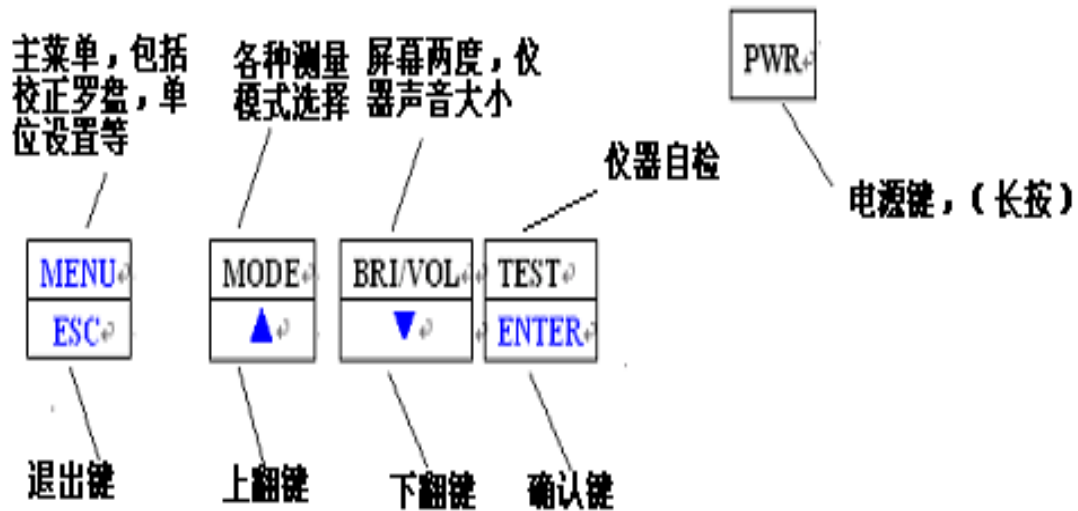 主菜单，包括
校正罗盘，单
位设置等
各种测量
模式选择
屏幕两度，仪
器声音大小
仪器自检
PWR
电源键，（长按）
MENU
ESC
MODE
▲
BRI/VOL
▼
TEST
ENTER
退出键
上翻键
下翻键
确认键